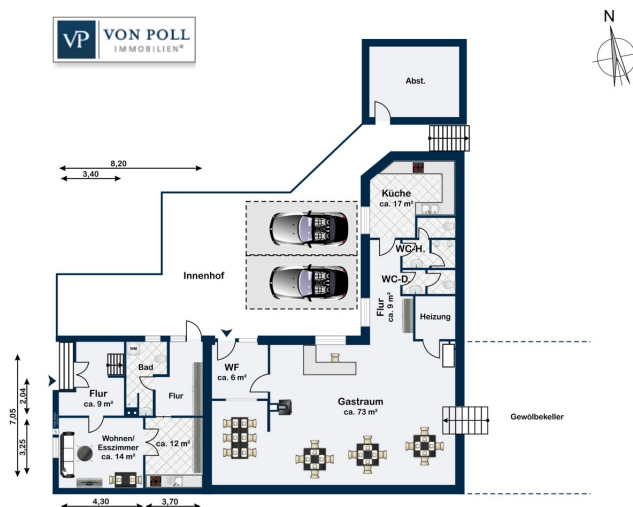 VP VON POLL
IMMOBILIEN®
N
Abst.
8,20
3,40
Küche
ca. 17 m²
WC-H.
WC-D.
Innenhof
Flur
ca. 9 m²
Heizung
WF
ca. 6 m²
Bad
Flur
Flur
ca. 9 m²
Gastraum
ca. 73 m²
Gewölbekeller
7,05
2,04
3,25
Wohnen/
Esszimmer
ca. 14 m²
ca. 12 m²
4,30
3,70